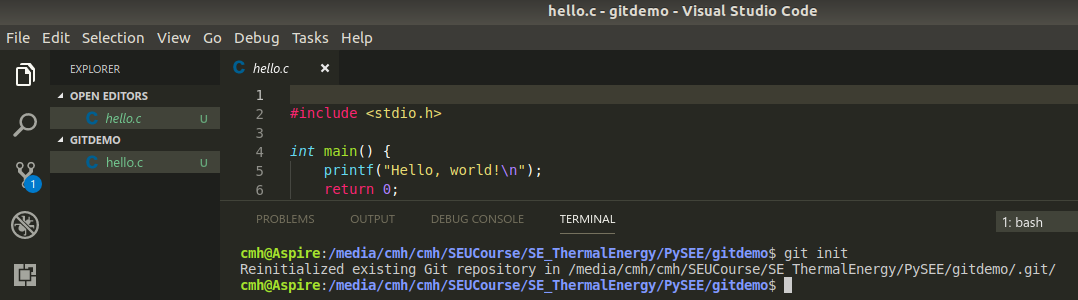 hello.c - gitdemo - Visual Studio Code
File Edit Selection View Go Debug Tasks Help
EXPLORER
OPEN EDITORS
C hello.c U
GITDEMO
C hello.c U
1
C hello.c ×
1
2 #include <stdio.h>
3
4 int main() {
5     printf("Hello, world!\n");
6     return 0;
PROBLEMS OUTPUT DEBUG CONSOLE TERMINAL 1: bash
cmh@Aspire:/media/cmh/cmh/SEUCourse/SE_ThermalEnergy/PySEE/gitdemo$ git init
Reinitialized existing Git repository in /media/cmh/cmh/SEUCourse/SE_ThermalEnergy/PySEE/gitdemo/.git/
cmh@Aspire:/media/cmh/cmh/SEUCourse/SE_ThermalEnergy/PySEE/gitdemo$